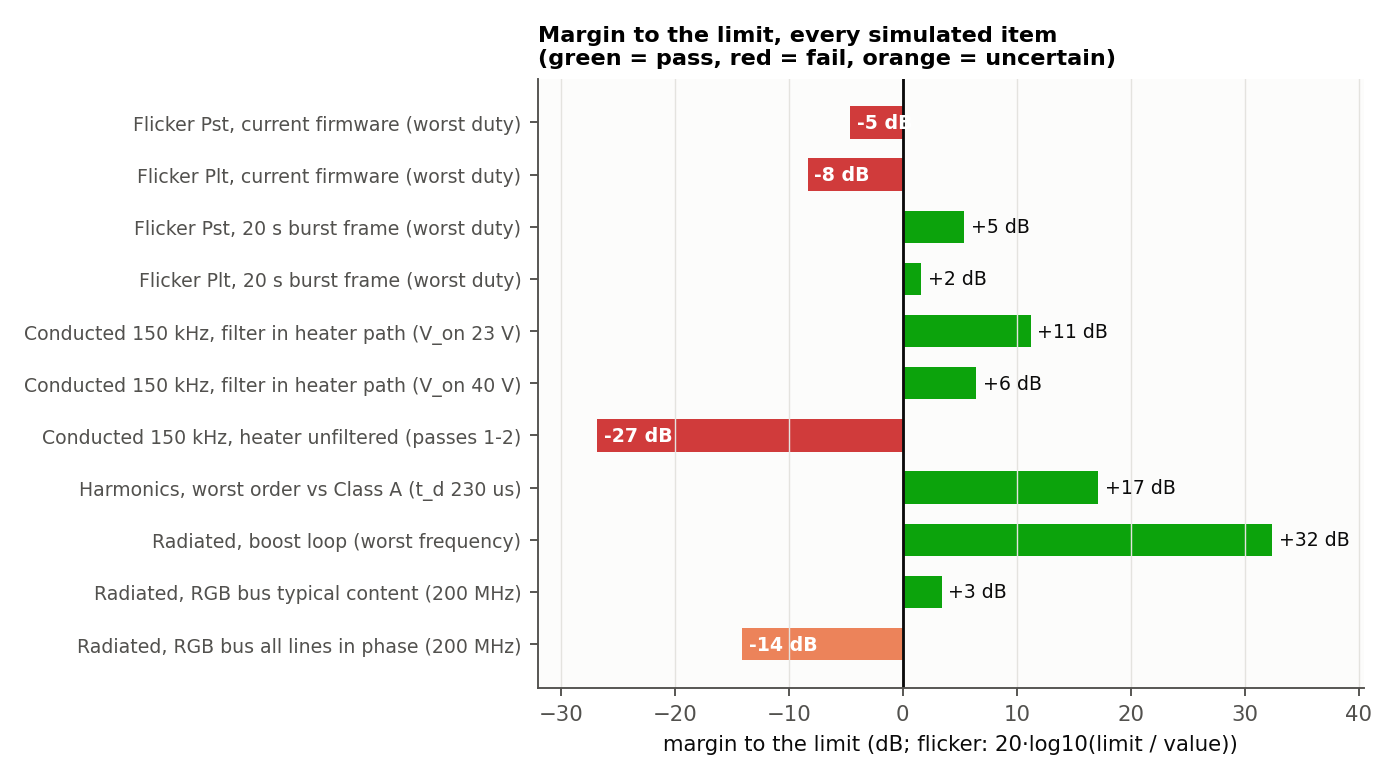 Margin to the limit, every simulated item
(green = pass, red = fail, orange = uncertain)
Flicker Pst, current firmware (worst duty) -5 dB
Flicker Plt, current firmware (worst duty) -8 dB
Flicker Pst, 20 s burst frame (worst duty) +5 dB
Flicker Plt, 20 s burst frame (worst duty) +2 dB
Conducted 150 kHz, filter in heater path (V_on 23 V) +11 dB
Conducted 150 kHz, filter in heater path (V_on 40 V) +6 dB
Conducted 150 kHz, heater unfiltered (passes 1-2) -27 dB
Harmonics, worst order vs Class A (t_d 230 us) +17 dB
Radiated, boost loop (worst frequency) +32 dB
Radiated, RGB bus typical content (200 MHz) +3 dB
Radiated, RGB bus all lines in phase (200 MHz) -14 dB
−30 −20 −10 0 10 20 30 40
margin to the limit (dB; flicker: 20·log10(limit / value))